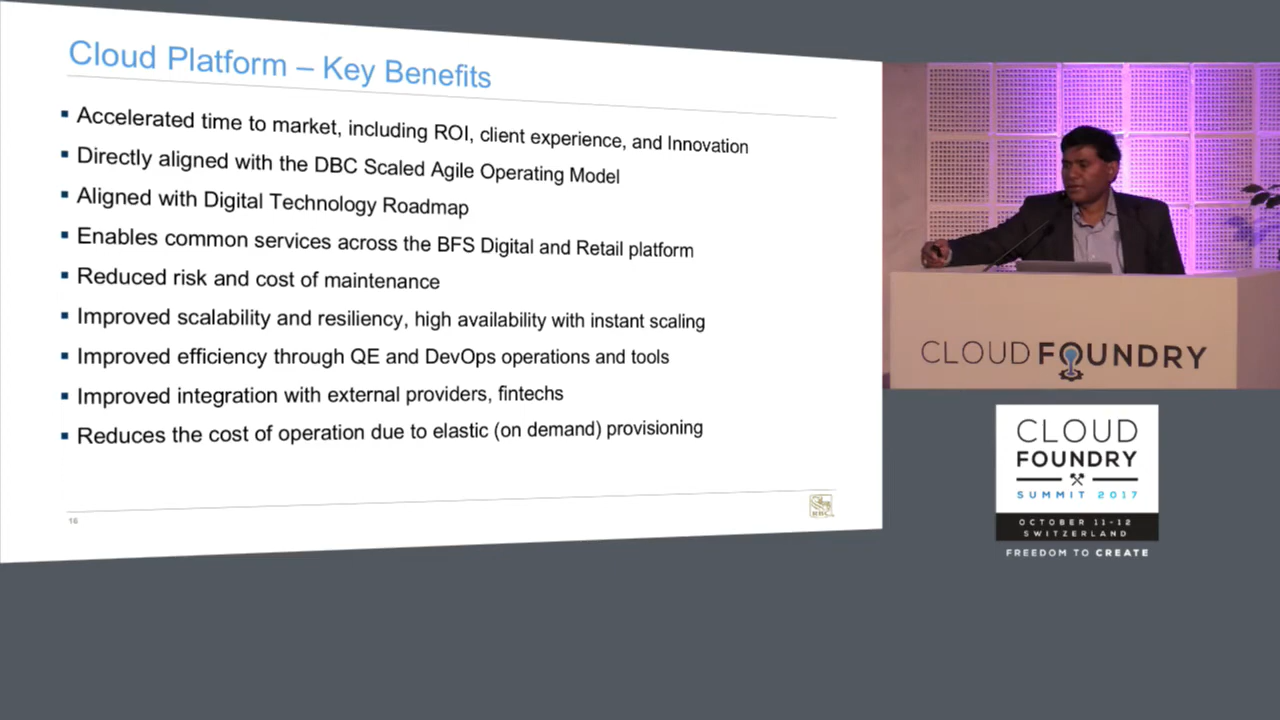 Cloud Platform – Key Benefits
▪ Accelerated time to market, including ROI, client experience, and Innovation
▪ Directly aligned with the DBC Scaled Agile Operating Model
▪ Aligned with Digital Technology Roadmap
▪ Enables common services across the BFS Digital and Retail platform
▪ Reduced risk and cost of maintenance
▪ Improved scalability and resiliency, high availability with instant scaling
▪ Improved efficiency through QE and DevOps operations and tools
▪ Improved integration with external providers, fintechs
▪ Reduces the cost of operation due to elastic (on demand) provisioning
16
RBC
CLOUD FOUNDRY
CLOUD
FOUNDRY
SUMMIT 2017
OCTOBER 11-12
SWITZERLAND
FREEDOM TO CREATE